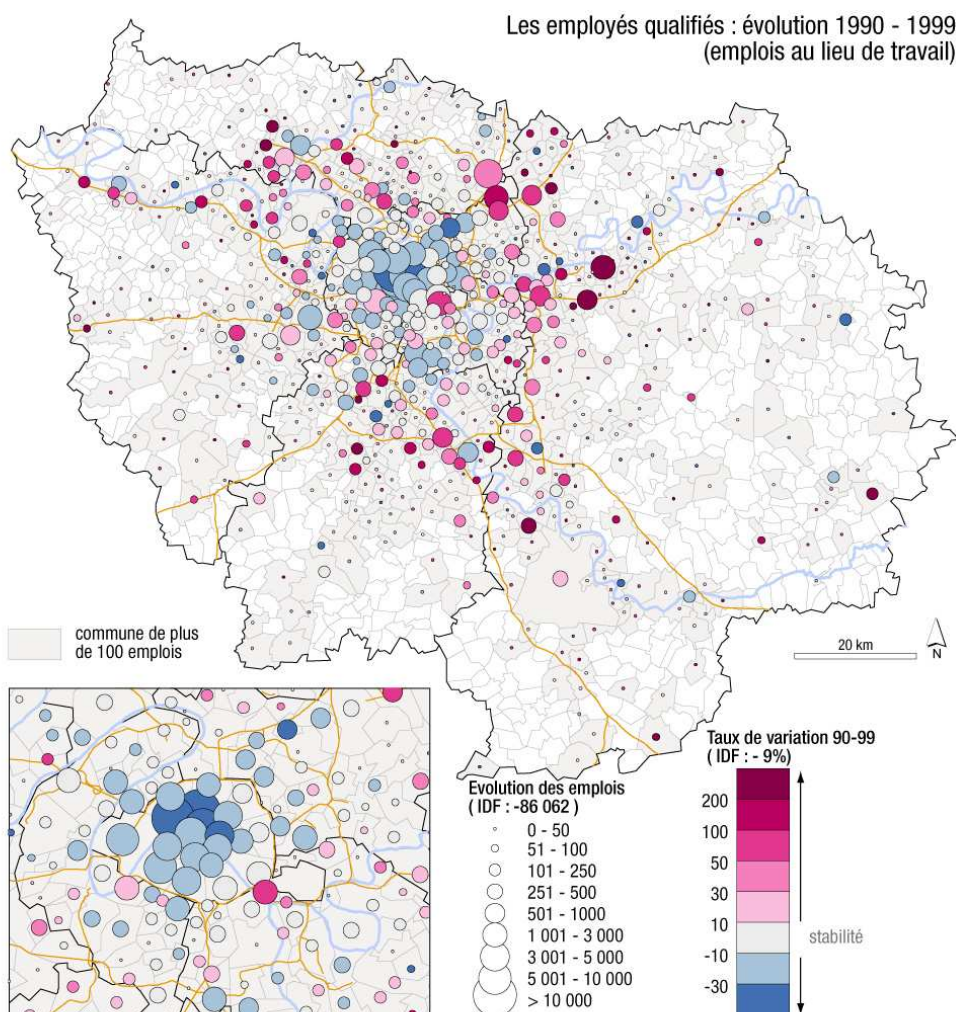 Les employés qualifiés : évolution 1990 - 1999
(emplois au lieu de travail)
commune de plus
de 100 emplois
20 km
N
Evolution des emplois
( IDF : -86 062 )
0 - 50
51 - 100
101 - 250
251 - 500
501 - 1000
1 001 - 3 000
3 001 - 5 000
5 001 - 10 000
> 10 000
Taux de variation 90-99
( IDF : - 9%)
200
100
50
30
10
-10
-30
stabilité